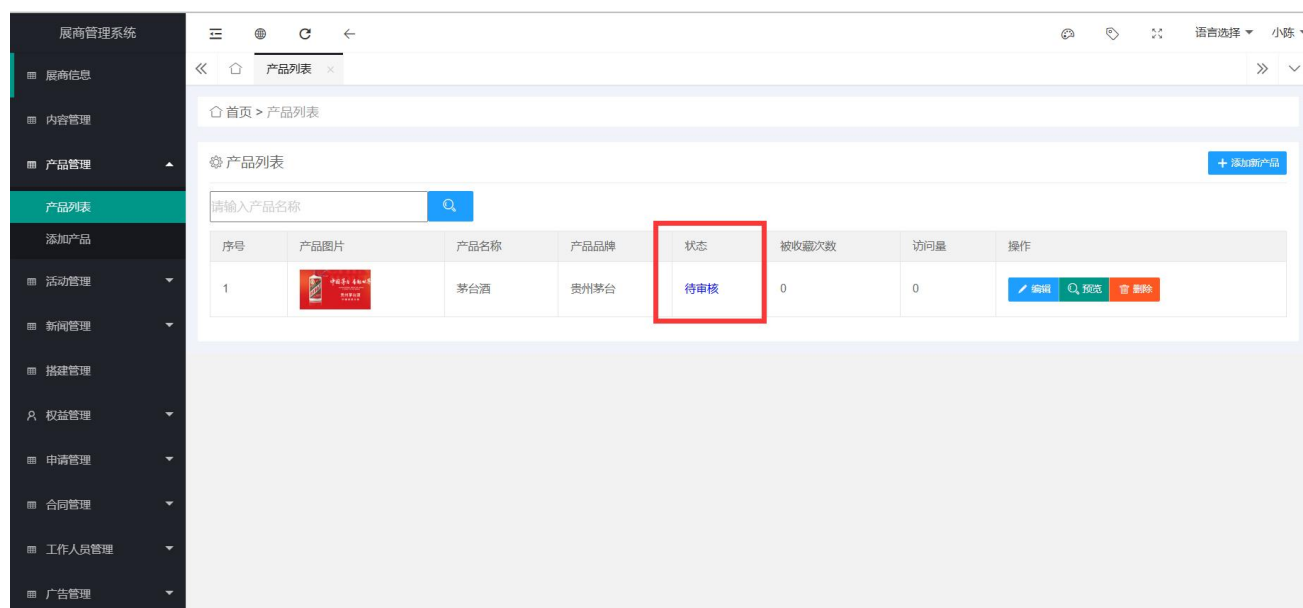 展商管理系统
语言选择 小陈
展商信息
产品列表
内容管理
首页 > 产品列表
产品管理
产品列表
添加新产品
产品列表
请输入产品名称
添加产品
序号 产品图片 产品名称 产品品牌 状态 被收藏次数 访问量 操作
活动管理
1 茅台酒 贵州茅台 待审核 0 0 编辑 预览 删除
新闻管理
搭建管理
权益管理
申请管理
合同管理
工作人员管理
广告管理